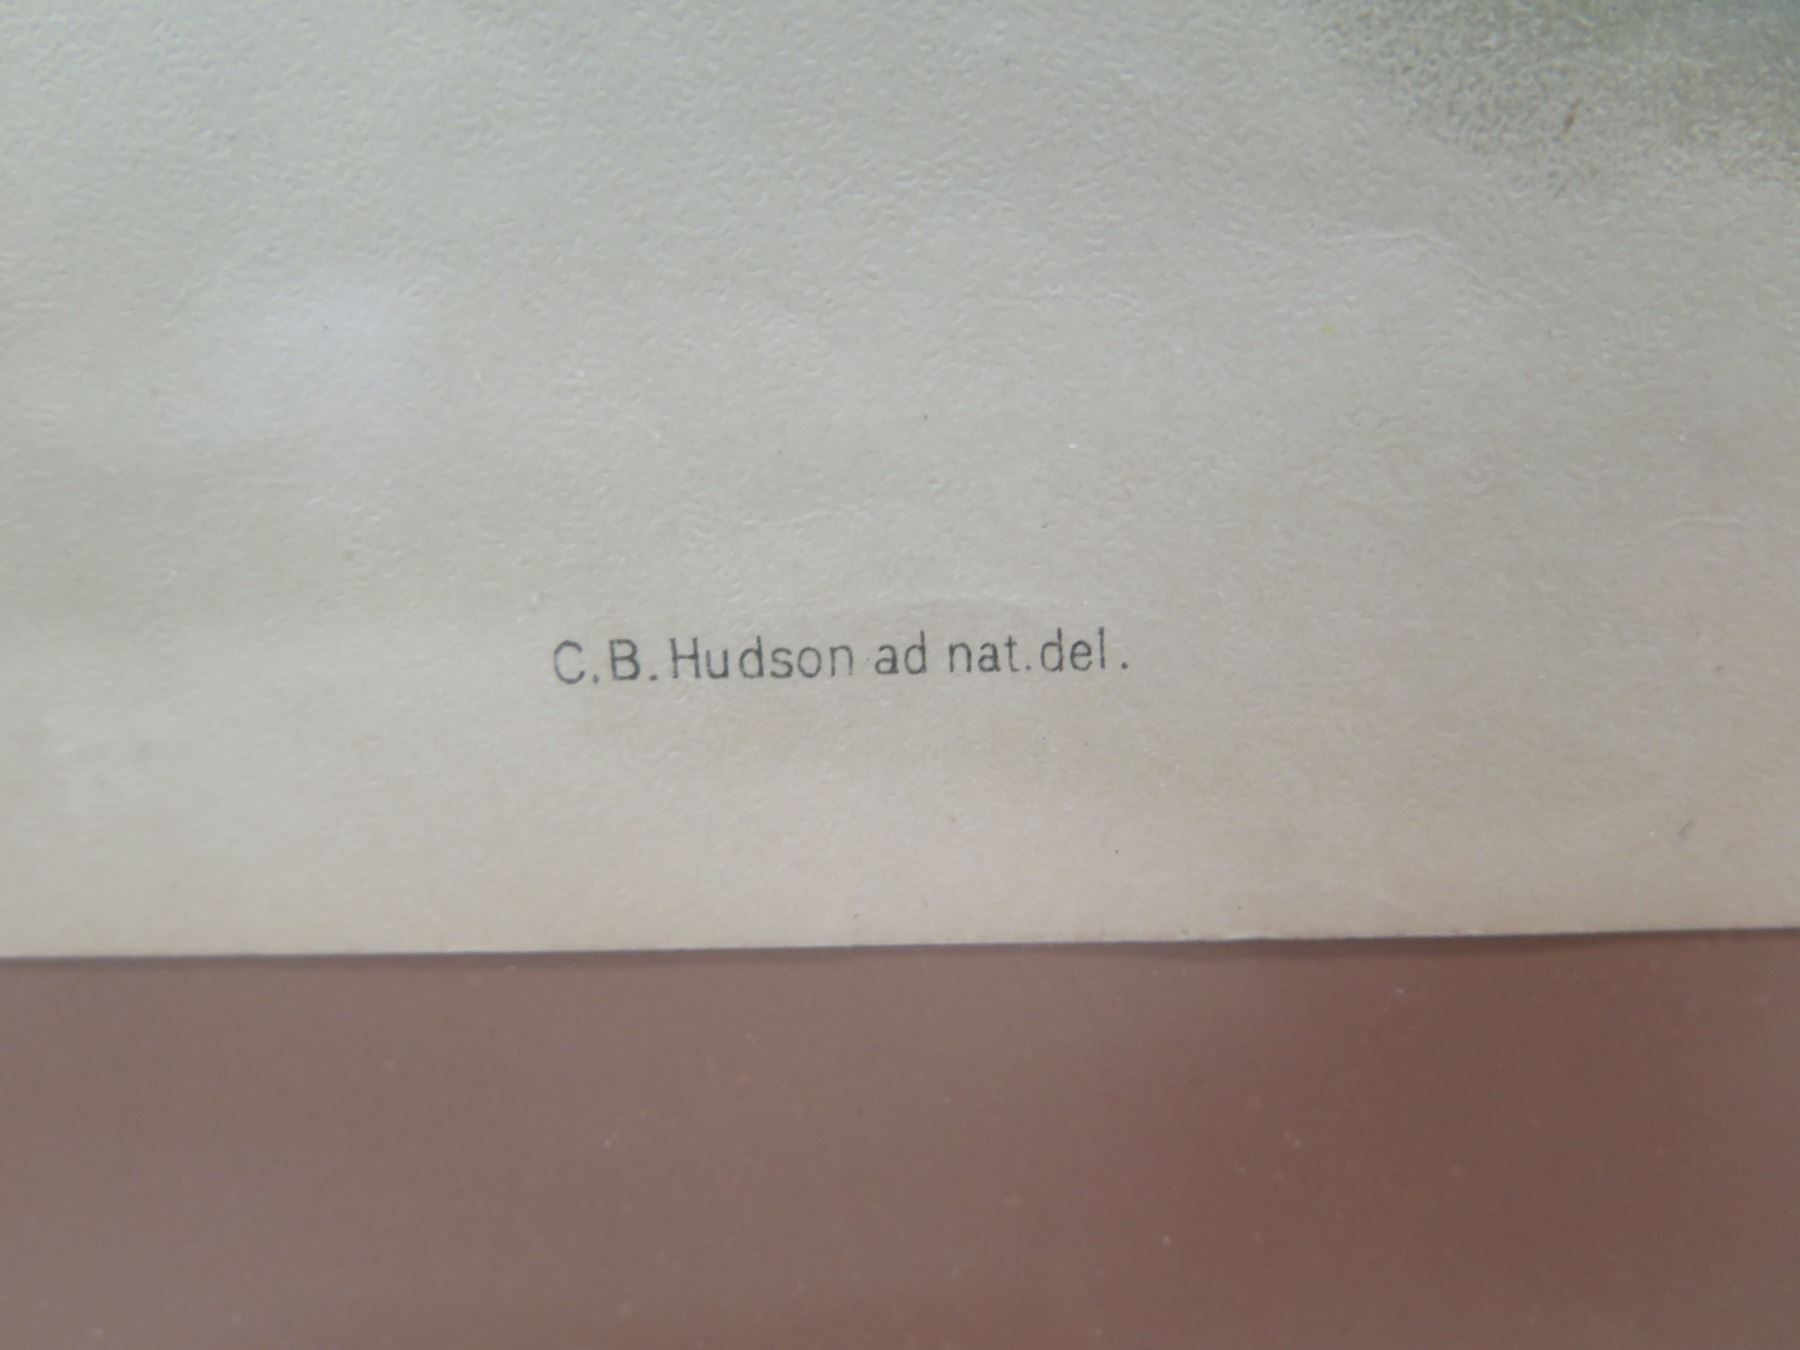 C.B. Hudson ad nat. del.